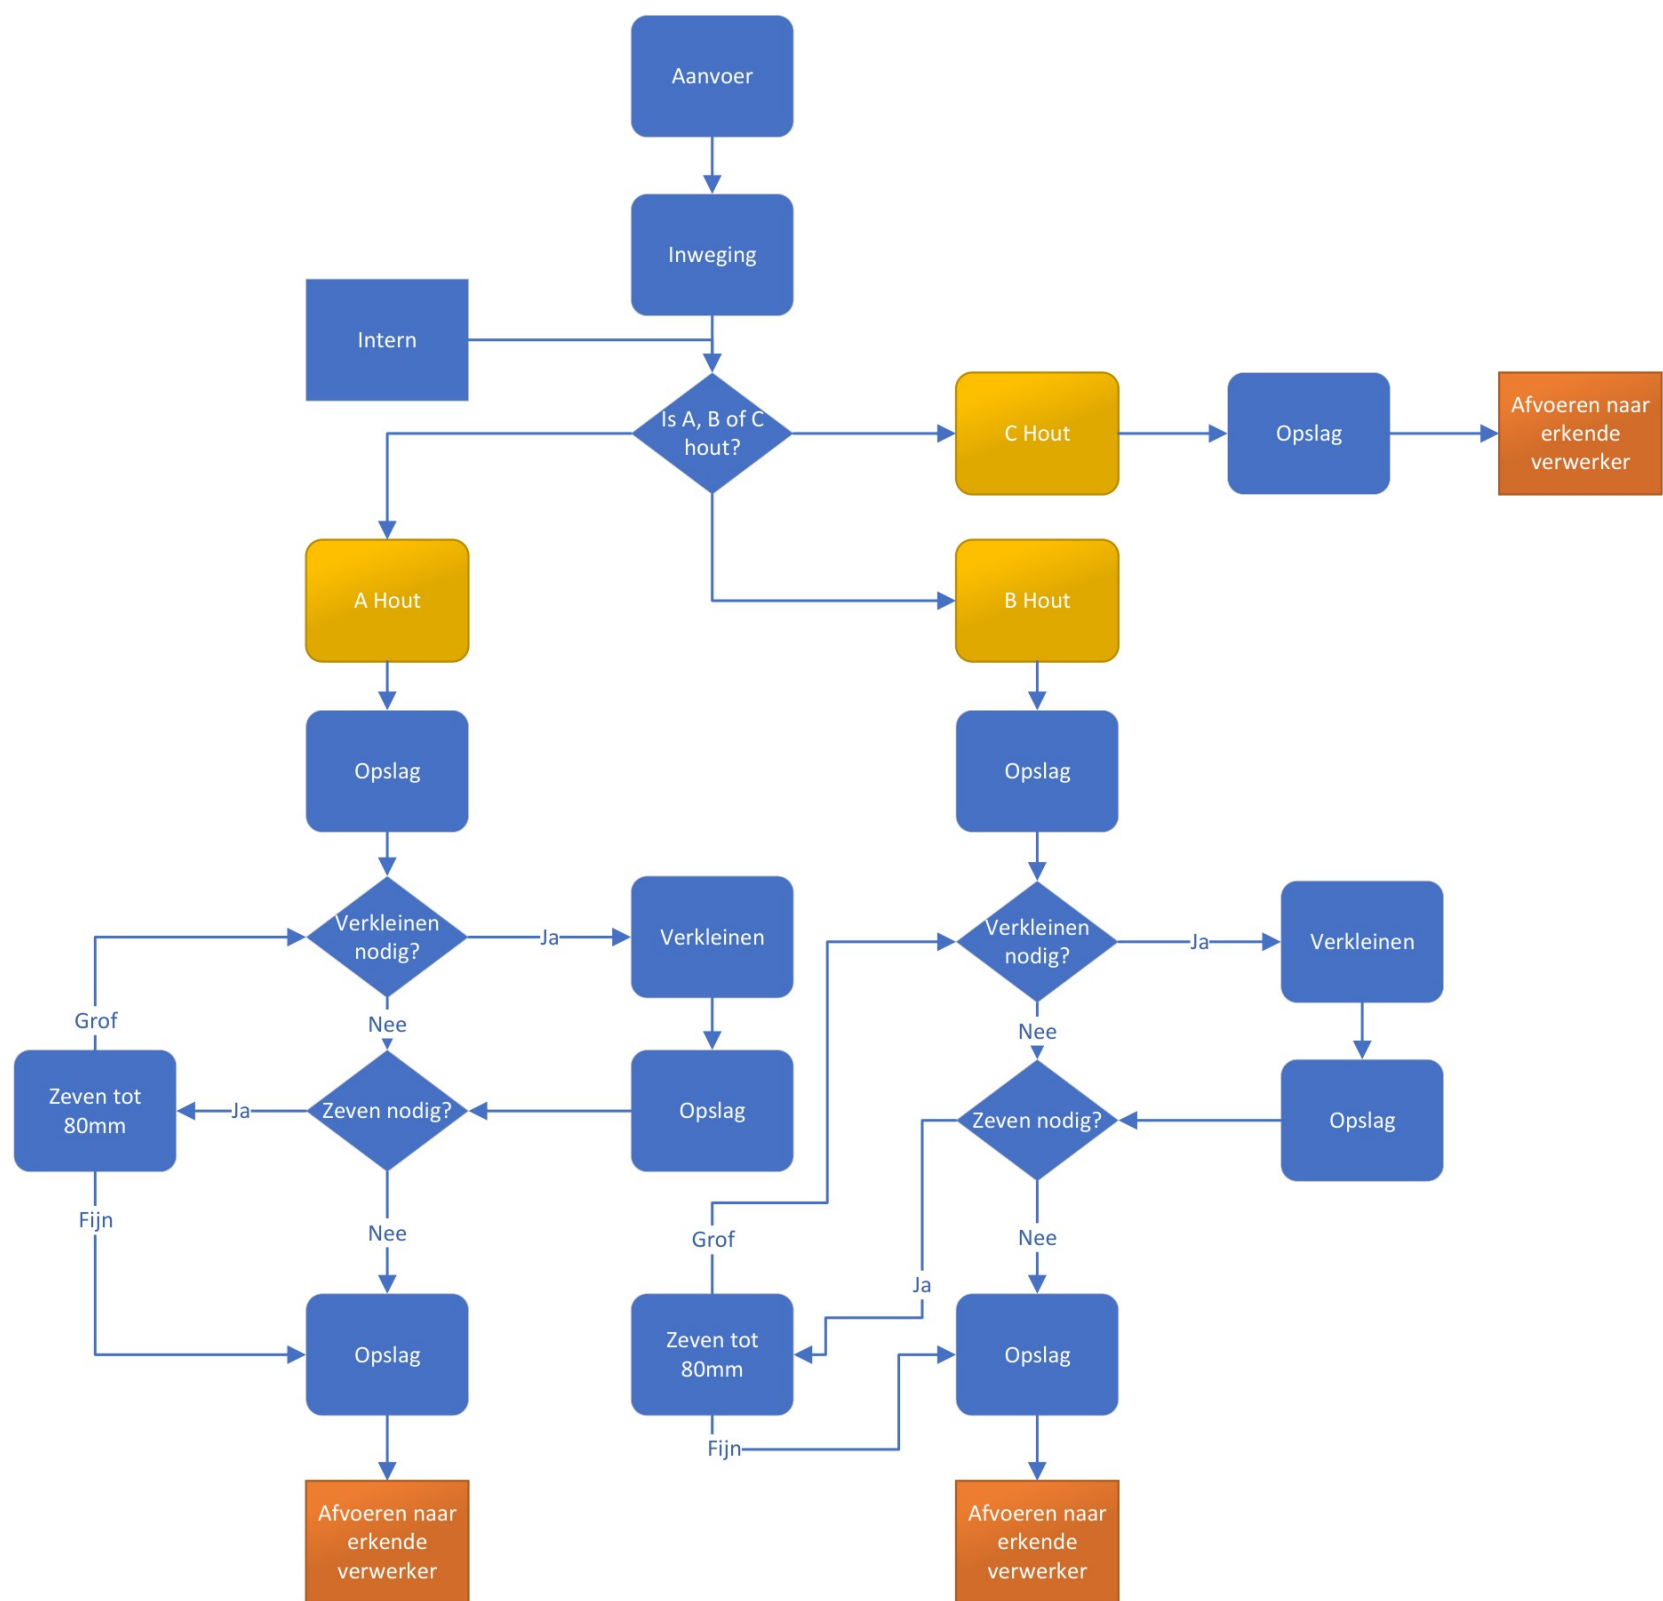 Aanvoer
Inweging
Intern
Is A, B of C
hout?
C Hout
Opslag
Afvoeren naar
erkende
verwerker
A Hout
B Hout
Opslag
Opslag
Verkleinen
nodig?
Ja
Verkleinen
Verkleinen
nodig?
Ja
Verkleinen
Grof
Nee
Nee
Zeven tot
80mm
Ja
Zeven nodig?
Opslag
Zeven nodig?
Opslag
Fijn
Nee
Grof
Nee
Ja
Opslag
Zeven tot
80mm
Opslag
Fijn
Afvoeren naar
erkende
verwerker
Afvoeren naar
erkende
verwerker